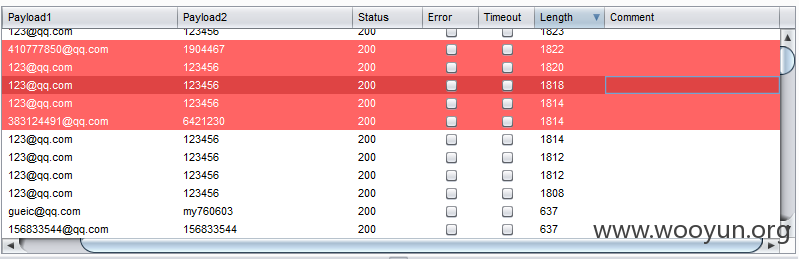 Payload1 Payload2 Status Error Timeout Length Comment
123@qq.com 123456 200 1823
410777850@qq.com 1904467 200 1822
123@qq.com 123456 200 1820
123@qq.com 123456 200 1818
123@qq.com 123456 200 1814
383124491@qq.com 6421230 200 1814
123@qq.com 123456 200 1814
123@qq.com 123456 200 1812
123@qq.com 123456 200 1812
123@qq.com 123456 200 1808
gueic@qq.com my760603 200 637
156833544@qq.com 156833544 200 637
www.wooyun.org